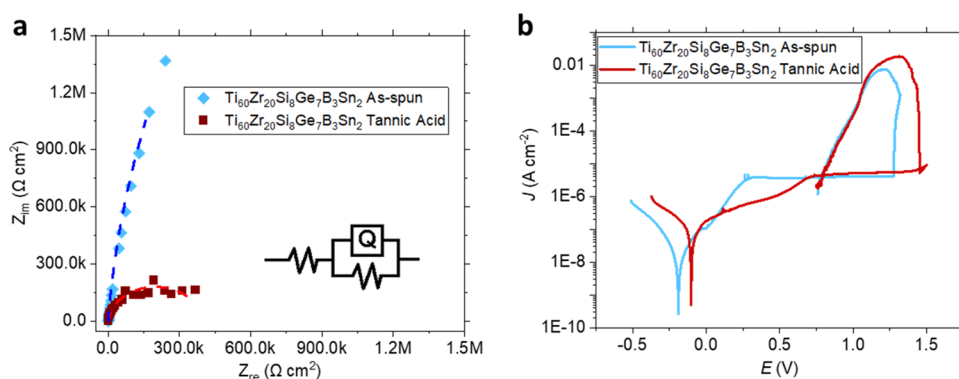 a
1.5M
1.2M
900.0k
600.0k
300.0k
0.0
Z_im (Ω cm²)
Ti₆₀Zr₂₀Si₈Ge₇B₃Sn₂ As-spun
Ti₆₀Zr₂₀Si₈Ge₇B₃Sn₂ Tannic Acid
Q
0.0 300.0k 600.0k 900.0k 1.2M 1.5M
Z_re (Ω cm²)
b
Ti₆₀Zr₂₀Si₈Ge₇B₃Sn₂ As-spun
Ti₆₀Zr₂₀Si₈Ge₇B₃Sn₂ Tannic Acid
0.01
1E-4
1E-6
1E-8
1E-10
J (A cm⁻²)
-0.5 0.0 0.5 1.0 1.5
E (V)